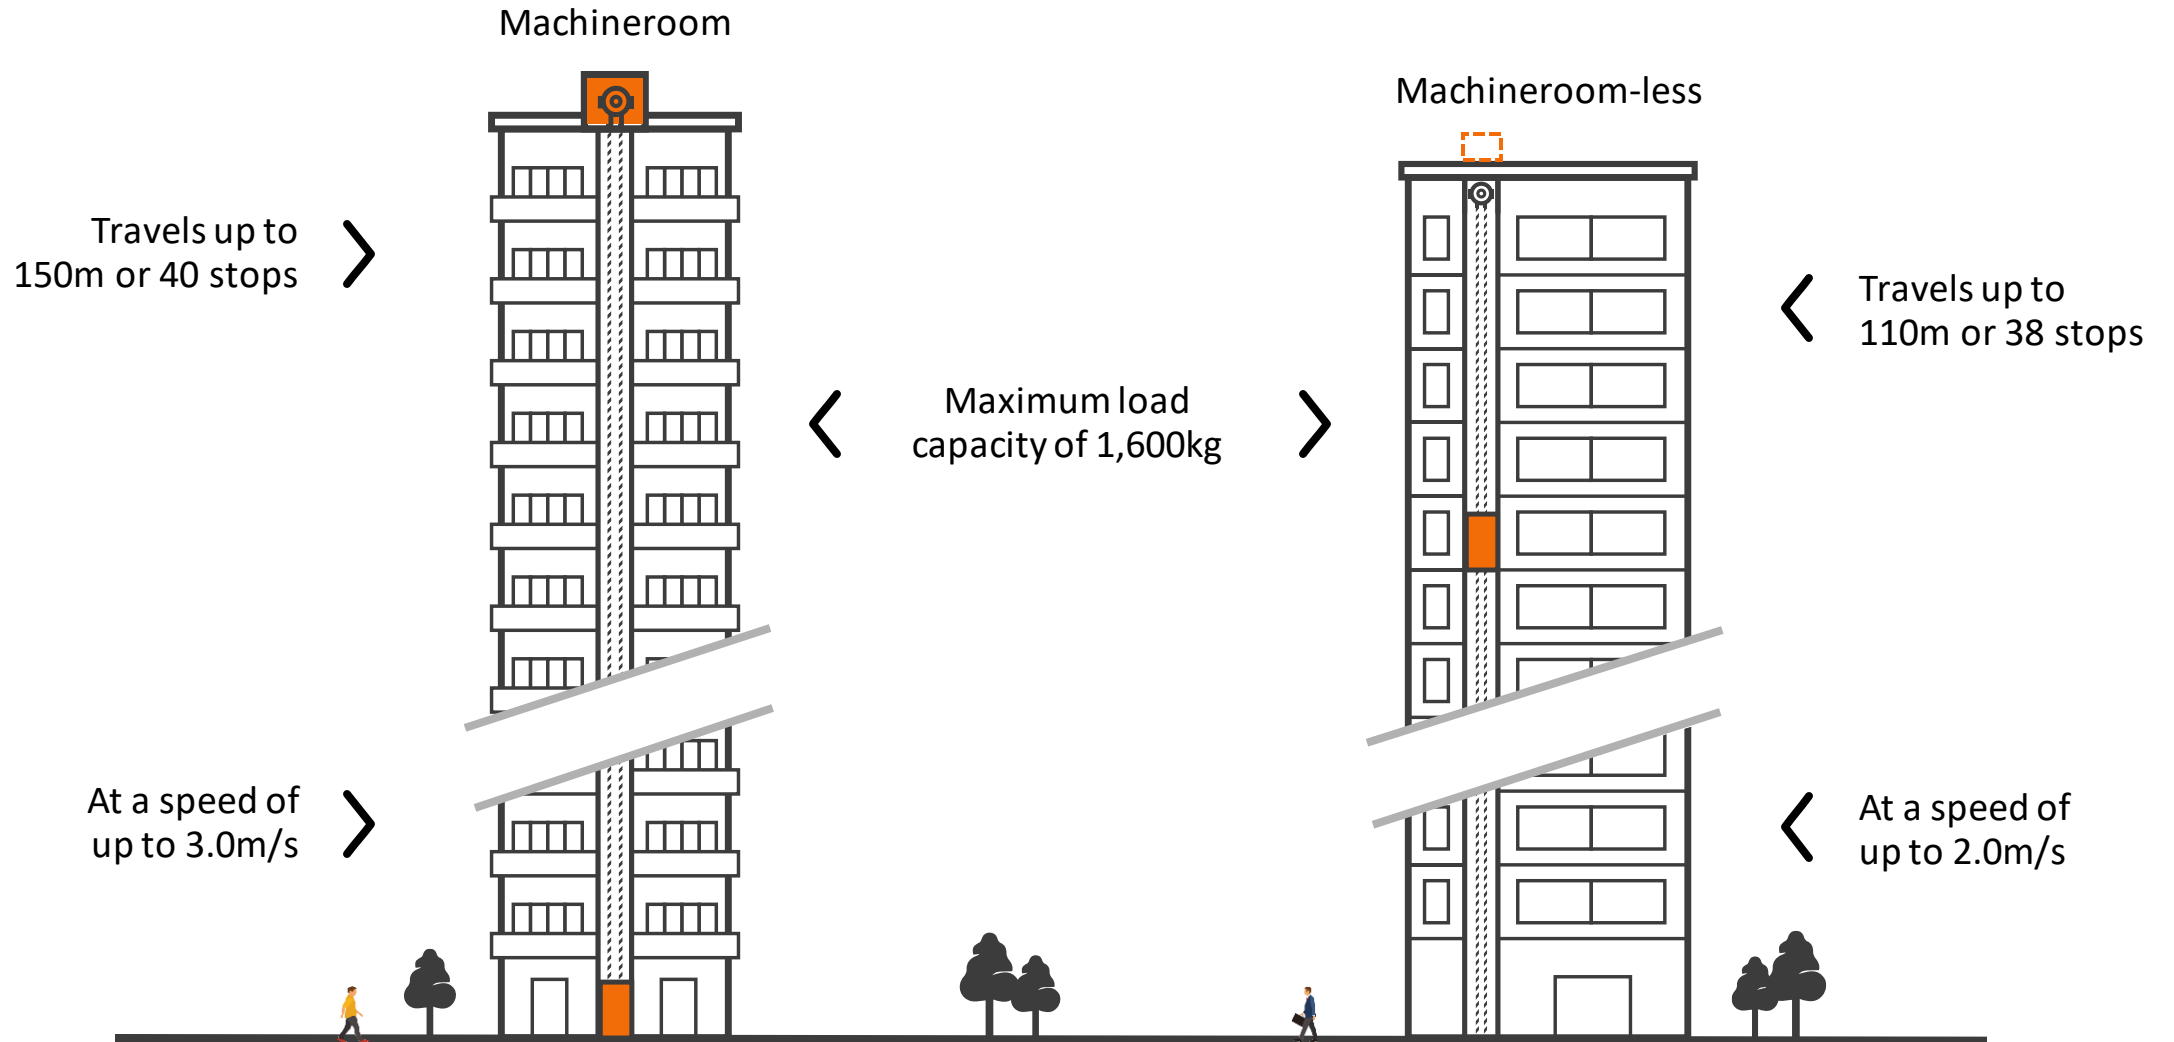 Machineroom
Machineroom-less
Travels up to
150m or 40 stops
Travels up to
110m or 38 stops
Maximum load
capacity of 1,600kg
At a speed of
up to 3.0m/s
At a speed of
up to 2.0m/s